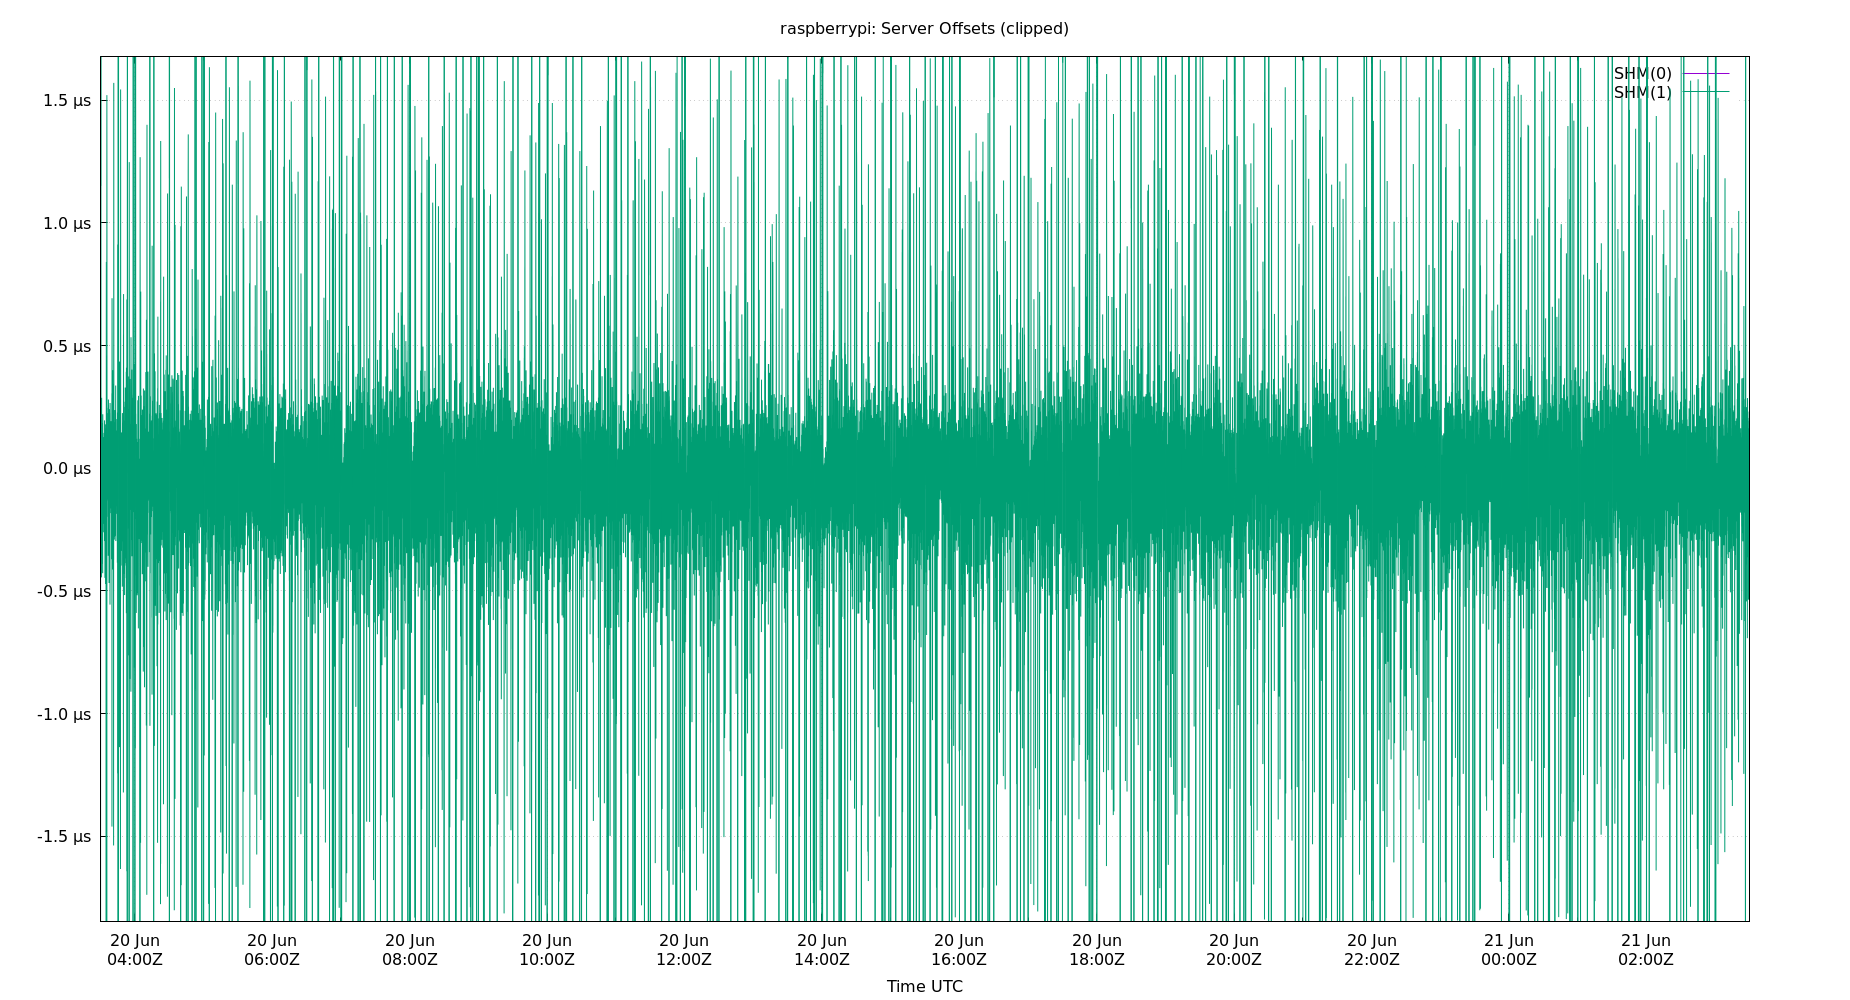 raspberrypi: Server Offsets (clipped)
SHM(0)
SHM(1)
1.5 µs
1.0 µs
0.5 µs
0.0 µs
-0.5 µs
-1.0 µs
-1.5 µs
20 Jun 20 Jun 20 Jun 20 Jun 20 Jun 20 Jun 20 Jun 20 Jun 20 Jun 20 Jun 21 Jun 21 Jun
04:00Z 06:00Z 08:00Z 10:00Z 12:00Z 14:00Z 16:00Z 18:00Z 20:00Z 22:00Z 00:00Z 02:00Z
Time UTC